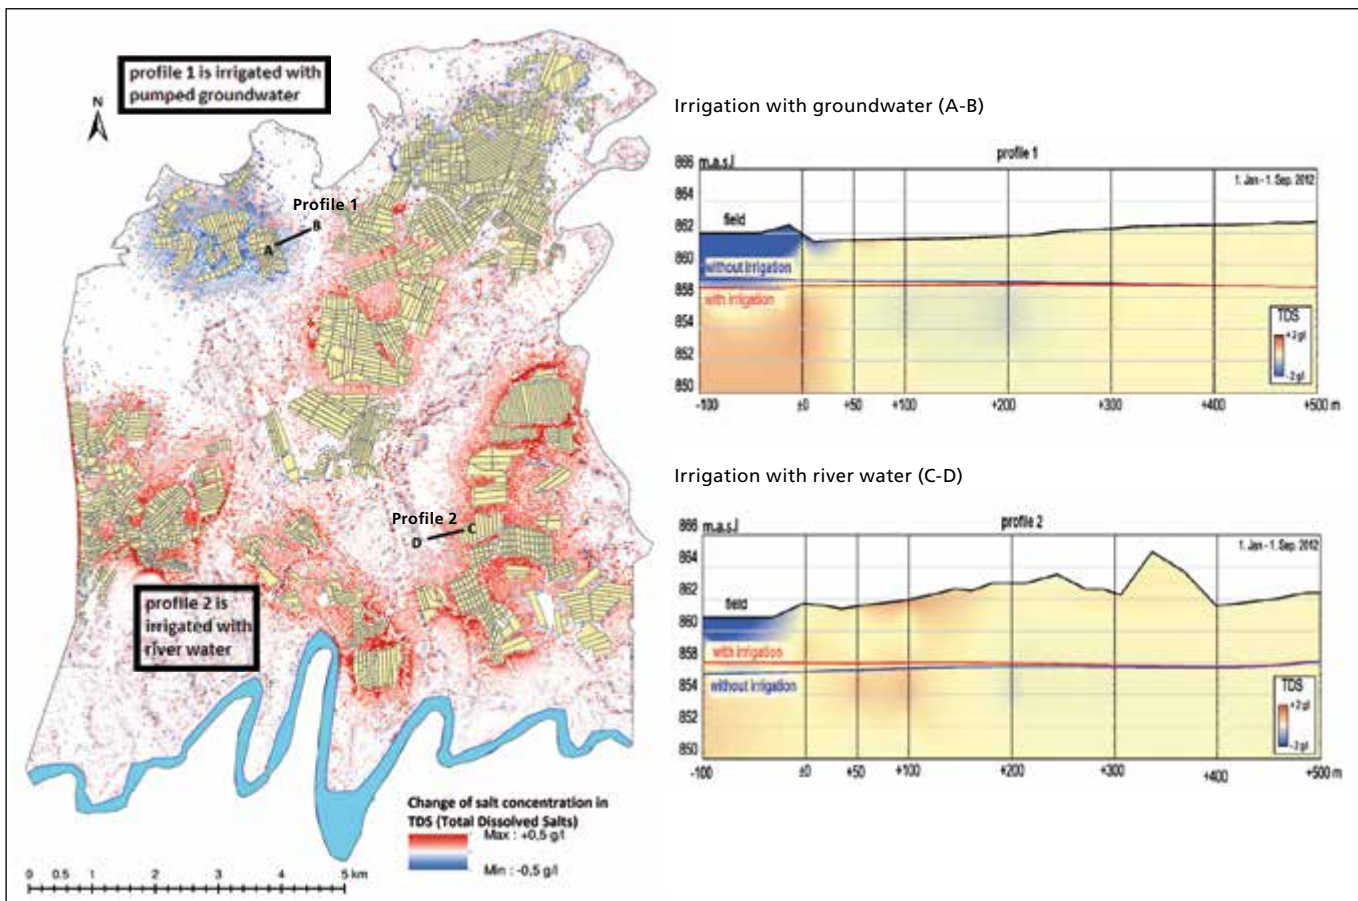 profile 1 is irrigated with
pumped groundwater
N
Profile 1
B
A
Profile 2
C
D
profile 2 is
irrigated with
river water
Change of salt concentration in
TDS (Total Dissolved Salts)
Max : +0,5 g/l
Min : -0,5 g/l
0 0.5 1 2 3 4 5 km
Irrigation with groundwater (A-B)
profile 1
866 m.a.s.l
1. Jan - 1. Sep. 2012
864
field
862
860
without irrigation
858
with irrigation
854
TDS
+2 g/l
-2 g/l
852
850
-100 ±0 +50 +100 +200 +300 +400 +500 m
Irrigation with river water (C-D)
profile 2
866 m.a.s.l
1. Jan - 1. Sep. 2012
864
862
field
860
858
with irrigation
854
without irrigation
TDS
+2 g/l
-2 g/l
852
850
-100 ±0 +50 +100 +200 +300 +400 +500 m